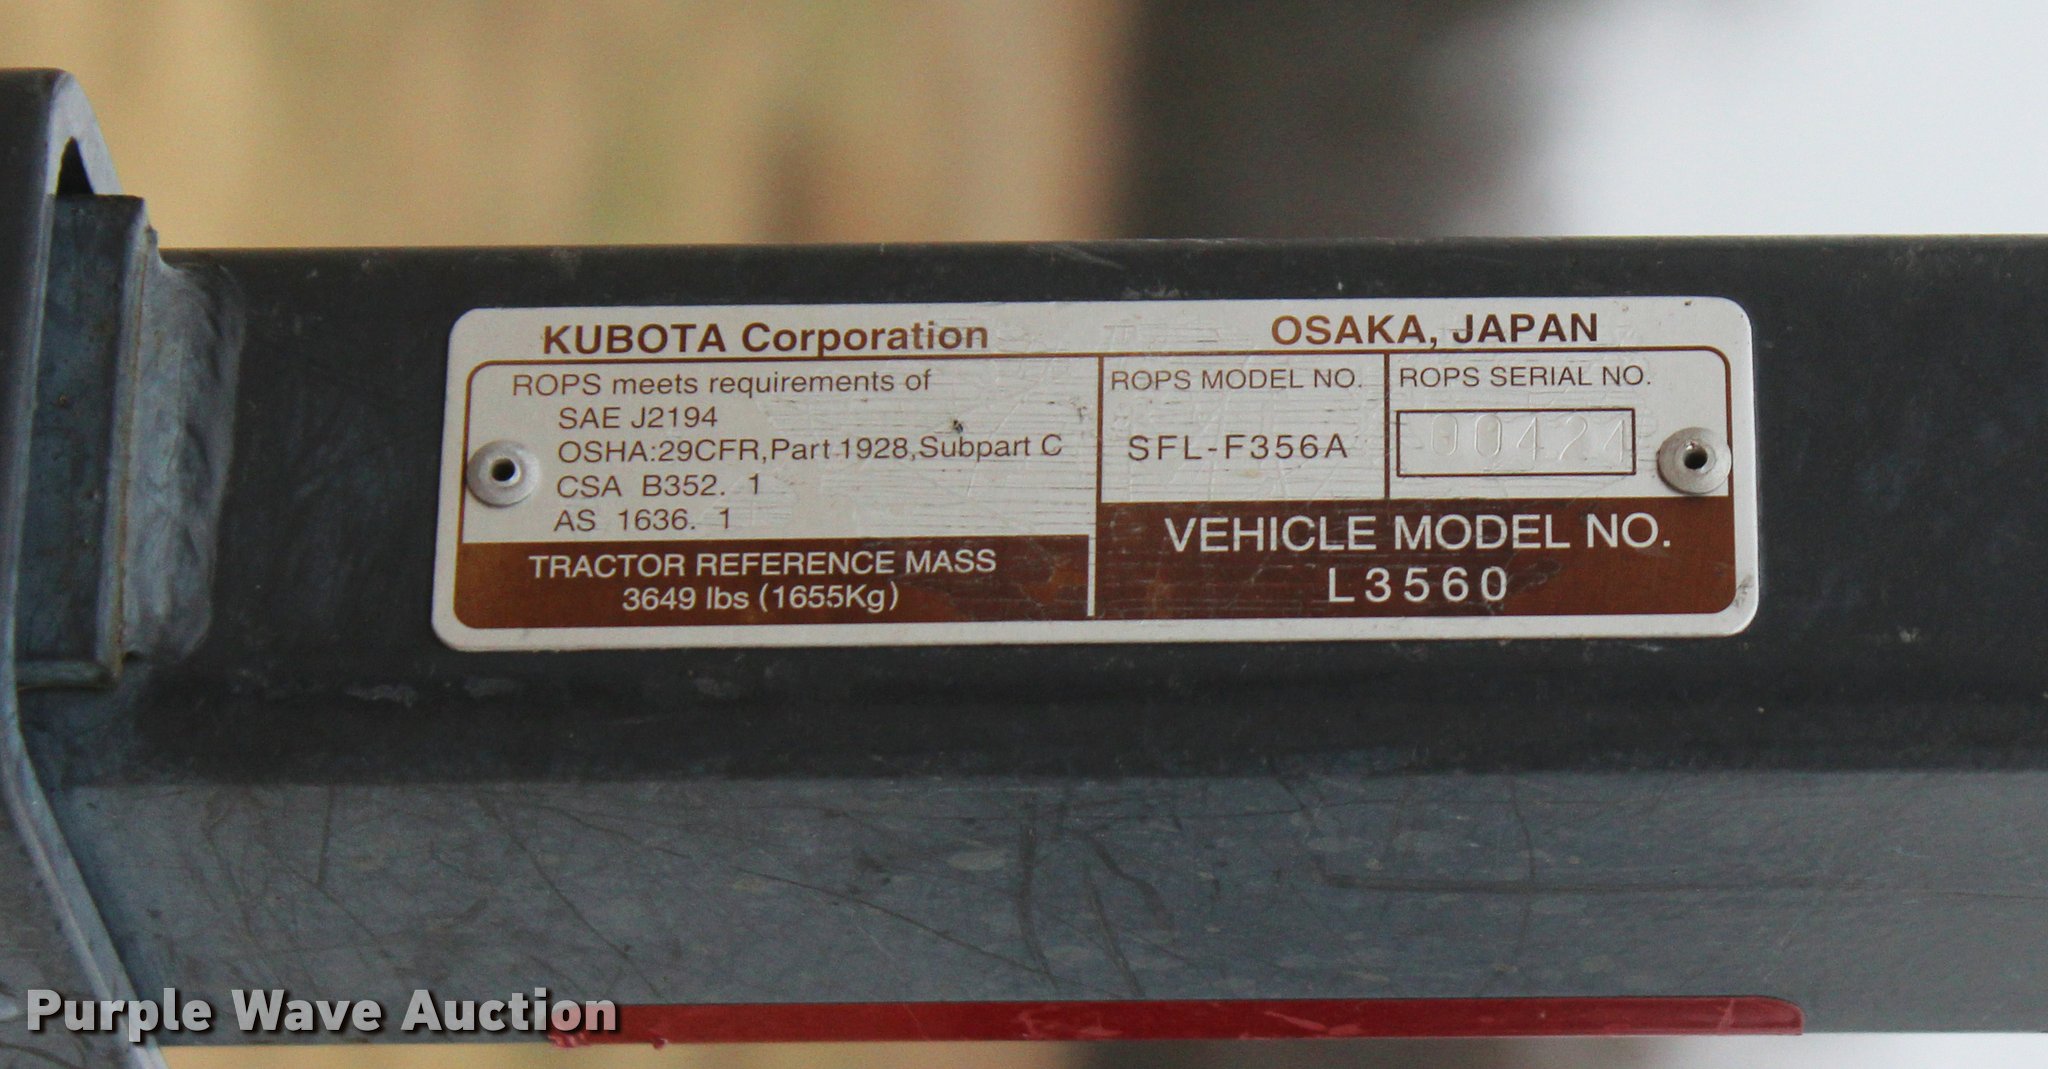 KUBOTA Corporation OSAKA, JAPAN
ROPS meets requirements of
SAE J2194
OSHA:29CFR,Part 1928,Subpart C
CSA B352. 1
AS 1636. 1
TRACTOR REFERENCE MASS
3649 lbs (1655Kg)
ROPS MODEL NO.
SFL-F356A
ROPS SERIAL NO.
00424
VEHICLE MODEL NO.
L3560
Purple Wave Auction